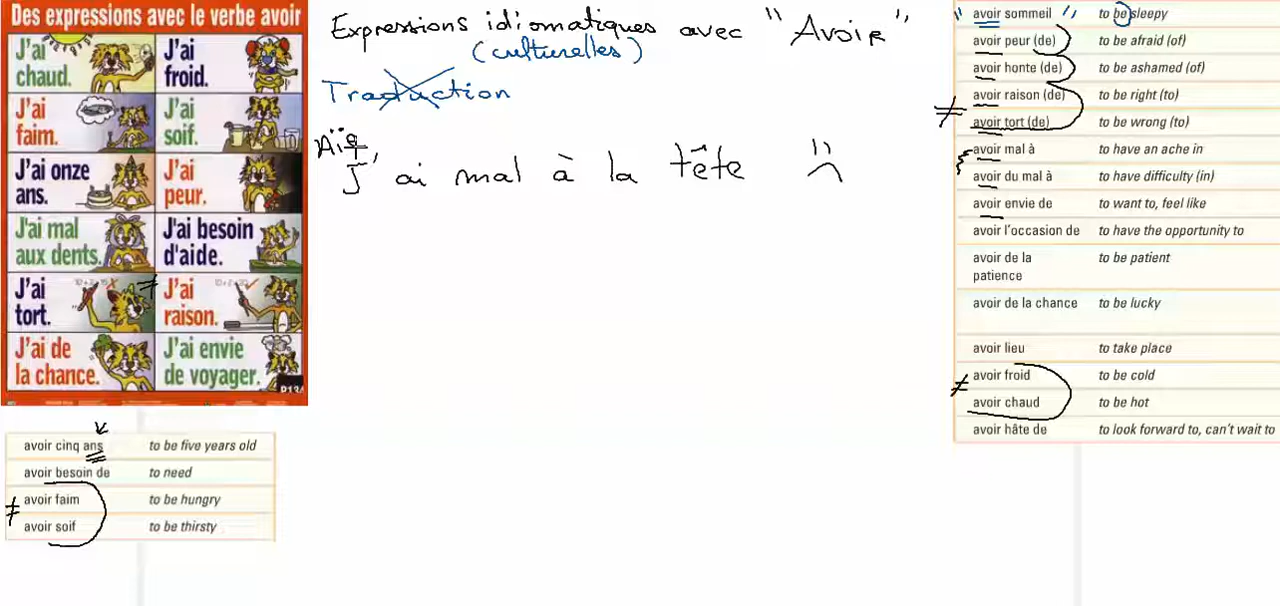 Des expressions avec le verbe avoir
J'ai chaud.
J'ai froid.
J'ai faim.
J'ai soif.
J'ai onze ans.
J'ai peur.
J'ai mal aux dents.
J'ai besoin d'aide.
J'ai tort.
≠
J'ai raison.
J'ai de la chance.
J'ai envie de voyager.
avoir cinq ans to be five years old
avoir besoin de to need
≠ avoir faim to be hungry
avoir soif to be thirsty
Expressions idiomatiques avec "Avoir"
(culturelles)
Traduction
Aïe
J'ai mal à la tête
" avoir sommeil " to be sleepy
avoir peur (de) to be afraid (of)
avoir honte (de) to be ashamed (of)
avoir raison (de) to be right (to)
≠ avoir tort (de) to be wrong (to)
avoir mal à to have an ache in
avoir du mal à to have difficulty (in)
avoir envie de to want to, feel like
avoir l'occasion de to have the opportunity to
avoir de la patience to be patient
avoir de la chance to be lucky
avoir lieu to take place
≠ avoir froid to be cold
avoir chaud to be hot
avoir hâte de to look forward to, can't wait to